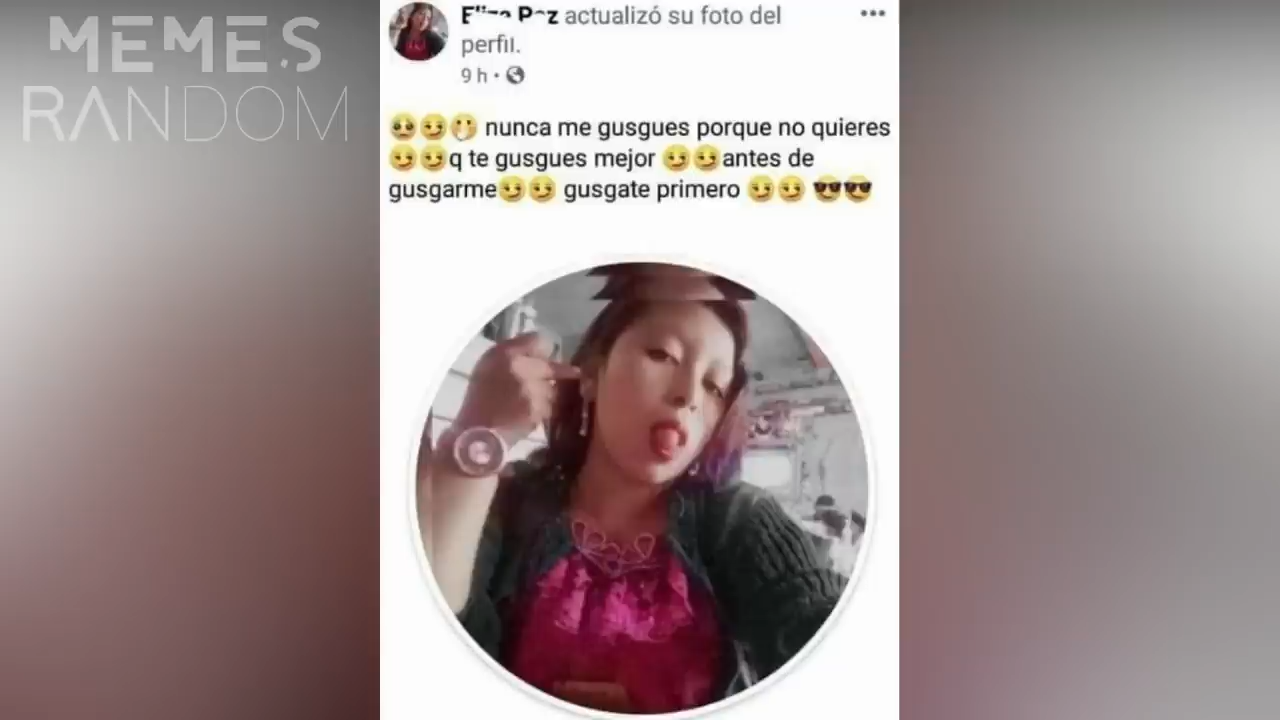 MEMES
RANDOM
actualizó su foto del
perfil.
9 h
nunca me gusgues porque no quieres
q te gusgues mejor antes de
gusgarme gusgate primero